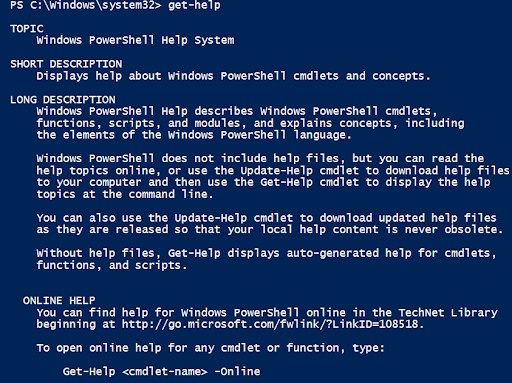 PS C:\Windows\system32> get-help
TOPIC
Windows PowerShell Help System
SHORT DESCRIPTION
Displays help about Windows PowerShell cmdlets and concepts.
LONG DESCRIPTION
Windows PowerShell Help describes Windows PowerShell cmdlets,
functions, scripts, and modules, and explains concepts, including
the elements of the Windows PowerShell language.
Windows PowerShell does not include help files, but you can read the
help topics online, or use the Update-Help cmdlet to download help files
to your computer and then use the Get-Help cmdlet to display the help
topics at the command line.
You can also use the Update-Help cmdlet to download updated help files
as they are released so that your local help content is never obsolete.
Without help files, Get-Help displays auto-generated help for cmdlets,
functions, and scripts.
ONLINE HELP
You can find help for Windows PowerShell online in the TechNet Library
beginning at http://go.microsoft.com/fwlink/?LinkID=108518.
To open online help for any cmdlet or function, type:
Get-Help <cmdlet-name> -Online